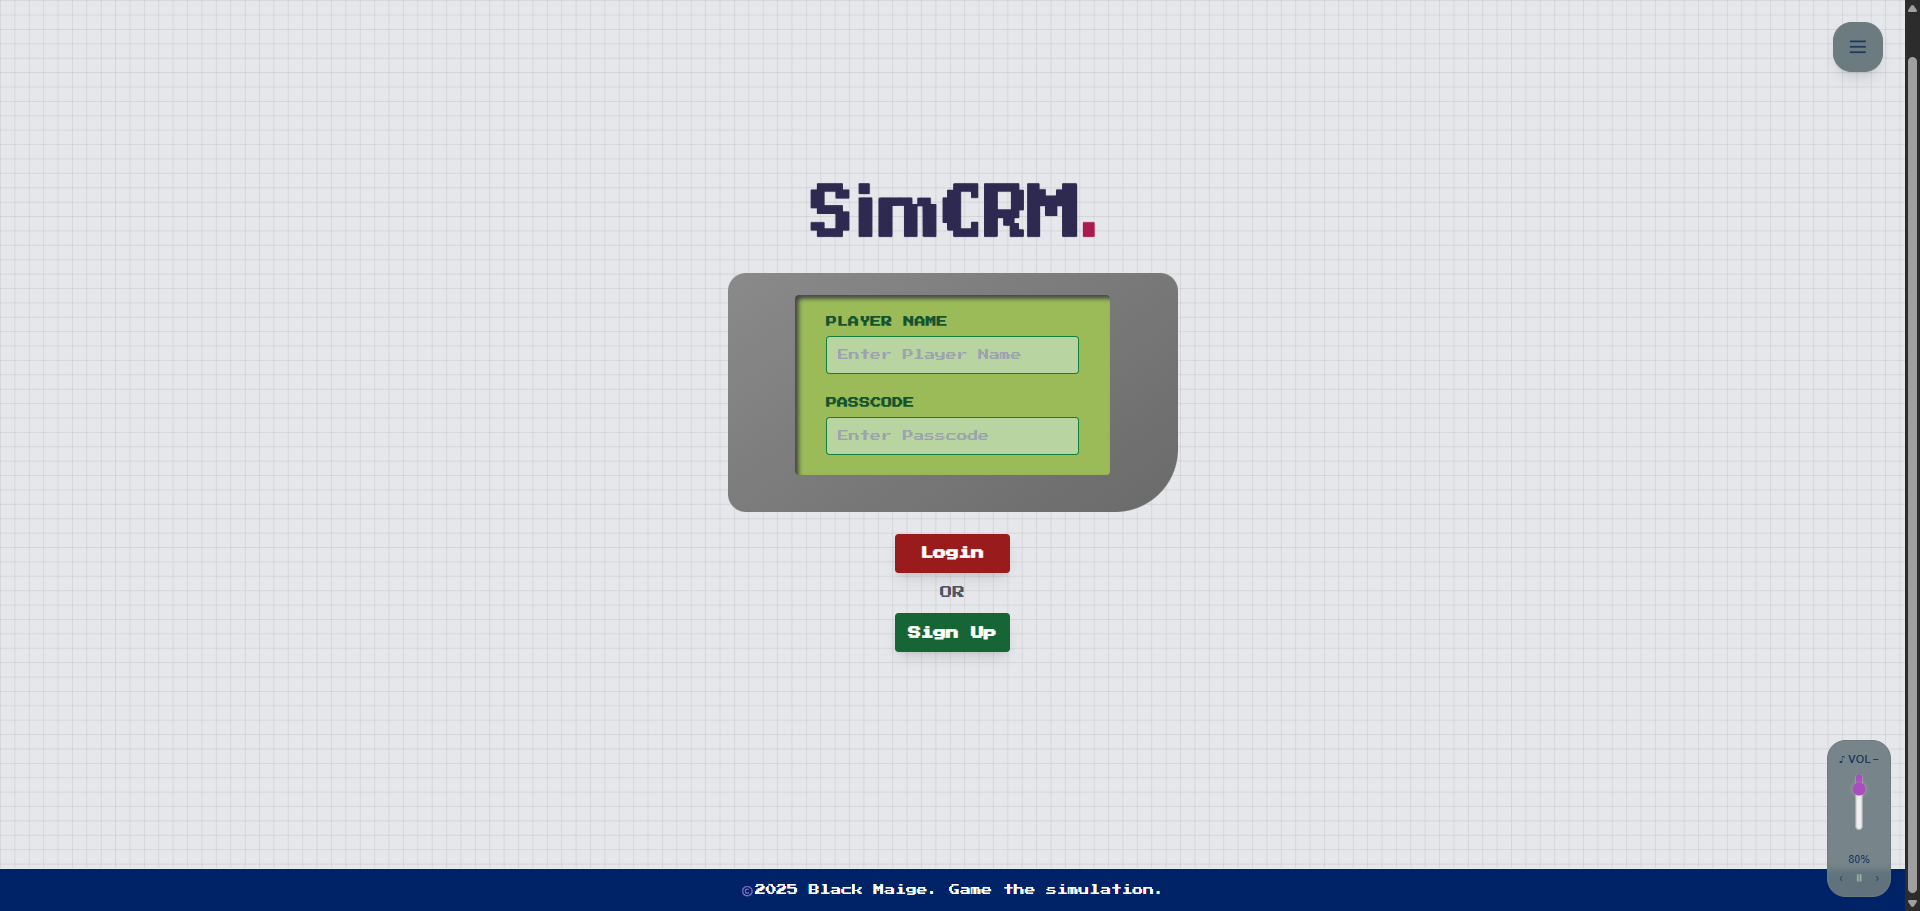 SimCRM.
PLAYER NAME
Enter Player Name
PASSCODE
Enter Passcode
Login
OR
Sign Up
♪ VOL −
80%
©2025 Black Maige. Game the simulation.